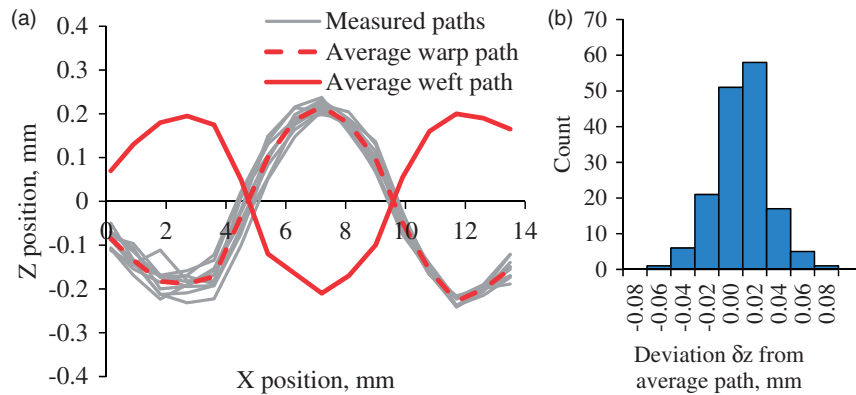 (a)
Measured paths
Average warp path
Average weft path
0.4
0.3
0.2
0.1
0
-0.1
-0.2
-0.3
-0.4
Z position, mm
0 2 4 6 8 10 12 14
X position, mm
(b)
70
60
50
40
30
20
10
0
Count
-0.08 -0.06 -0.04 -0.02 0.00 0.02 0.04 0.06 0.08
Deviation δz from
average path, mm